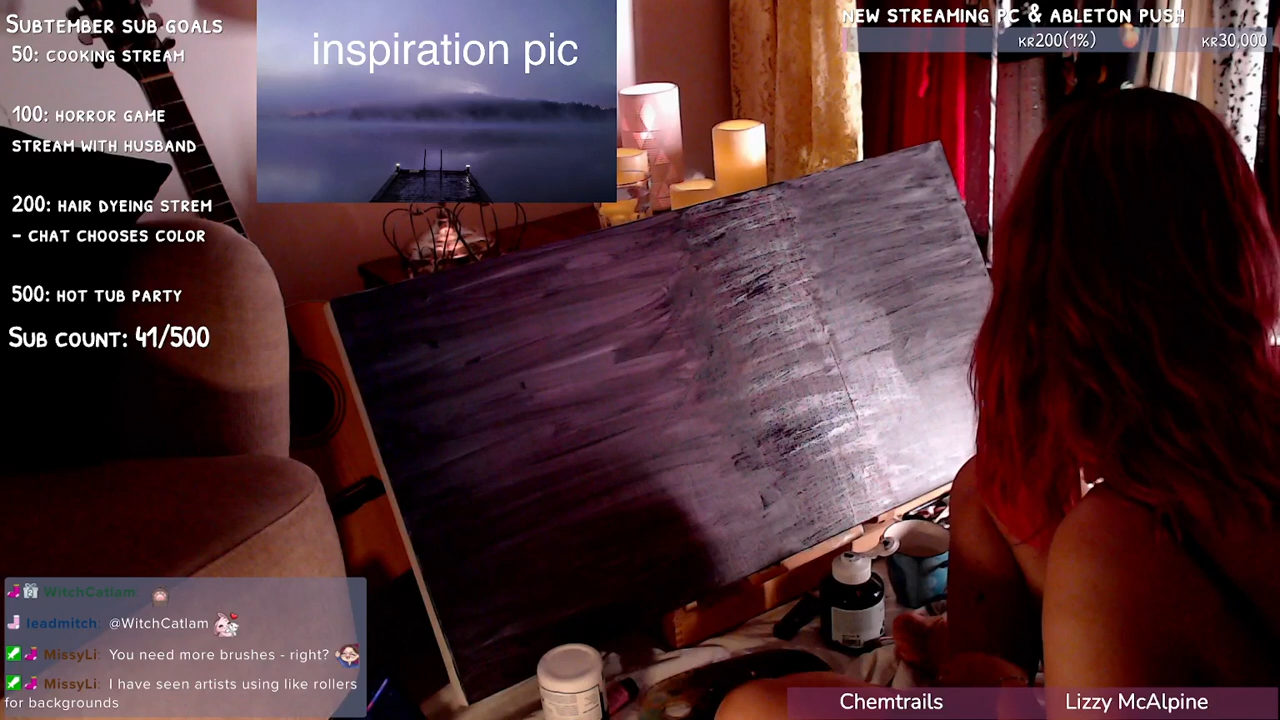 Subtember sub goals
50: cooking stream
100: horror game
stream with husband
200: hair dyeing strem
- chat chooses color
500: hot tub party
Sub count: 41/500
inspiration pic
New streaming PC & Ableton Push
kr200(1%)
kr30,000
WitchCatlam
leadmitch: @WitchCatlam
MissyLi: You need more brushes - right?
MissyLi: I have seen artists using like rollers
for backgrounds
Chemtrails
Lizzy McAlpine